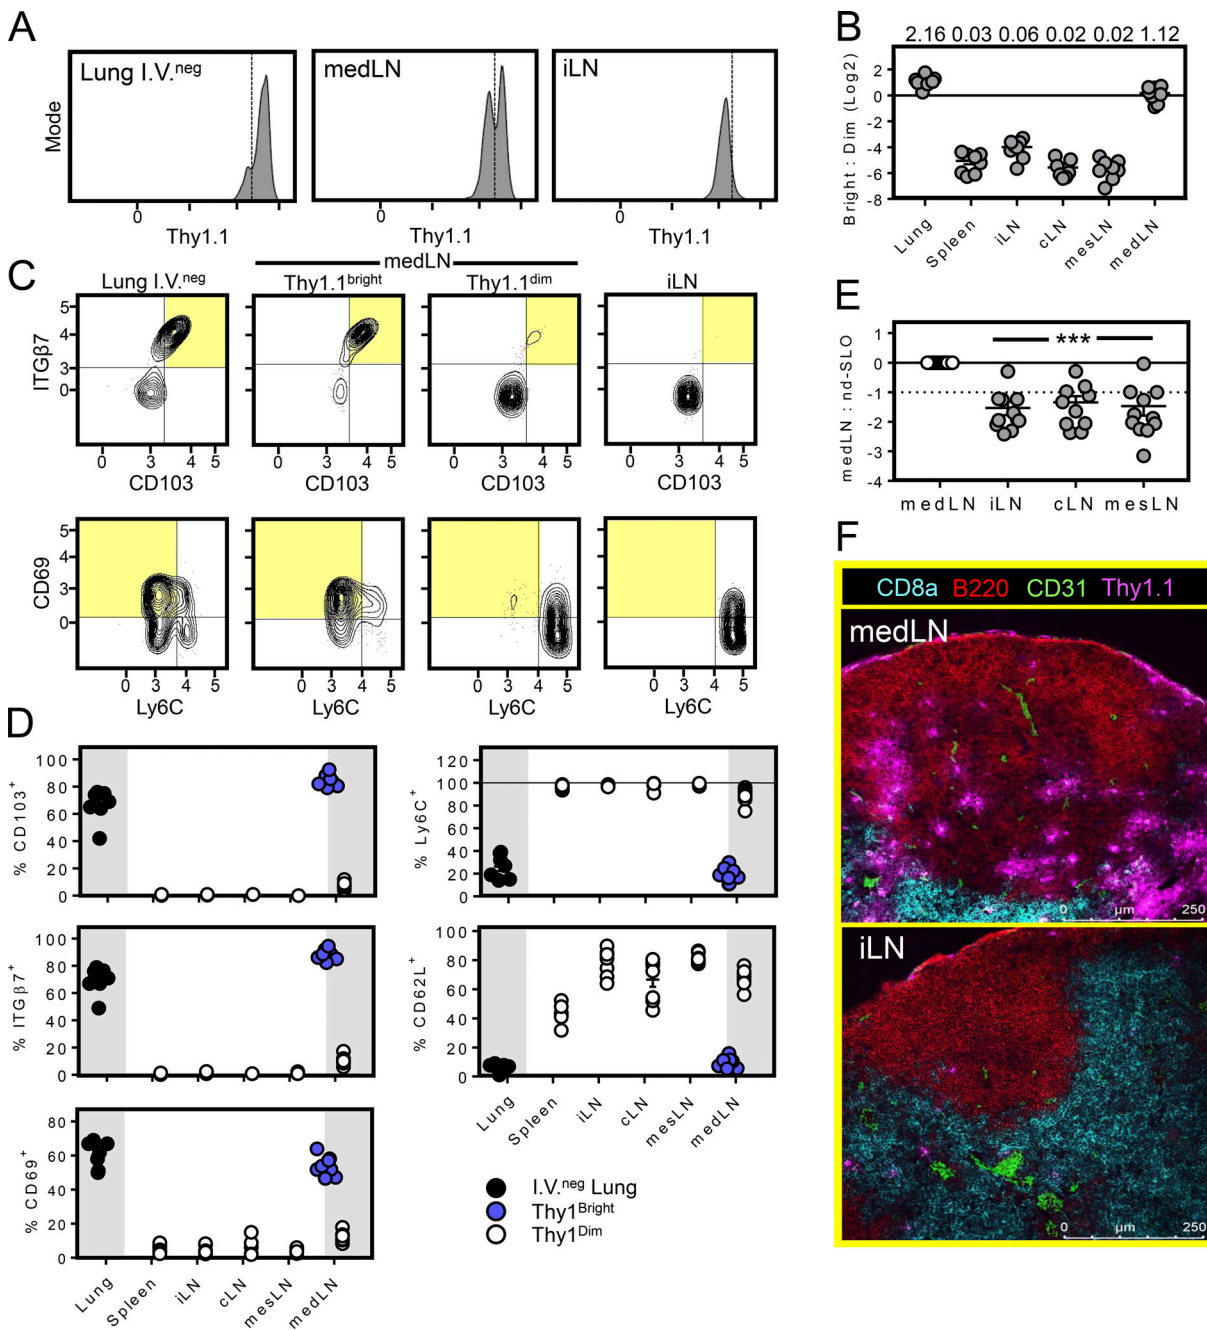 A
Lung I.V.neg
medLN
iLN
Mode
0
0
0
Thy1.1
Thy1.1
Thy1.1
B
2.16 0.03 0.06 0.02 0.02 1.12
Bright : Dim (Log2)
2
0
-2
-4
-6
-8
Lung
Spleen
iLN
cLN
mesLN
medLN
C
medLN
Lung I.V.neg
Thy1.1bright
Thy1.1dim
iLN
ITGβ7
5
4
3
0
0 3 4 5
0 3 4 5
0 3 4 5
0 3 4 5
CD103
CD103
CD103
CD103
CD69
5
4
3
0
0 3 4 5
0 3 4 5
0 3 4 5
0 3 4 5
Ly6C
Ly6C
Ly6C
Ly6C
D
% CD103+
100
80
60
40
20
0
% Ly6C+
120
100
80
60
40
20
0
% ITGβ7+
100
80
60
40
20
0
% CD62L+
100
80
60
40
20
0
Lung
Spleen
iLN
cLN
mesLN
medLN
% CD69+
80
60
40
20
0
Lung
Spleen
iLN
cLN
mesLN
medLN
I.V.neg Lung
Thy1Bright
Thy1Dim
E
medLN : nd-SLO
1
0
-1
-2
-3
-4
***
medLN iLN cLN mesLN
F
CD8a B220 CD31 Thy1.1
medLN
0 µm 250
iLN
0 µm 250